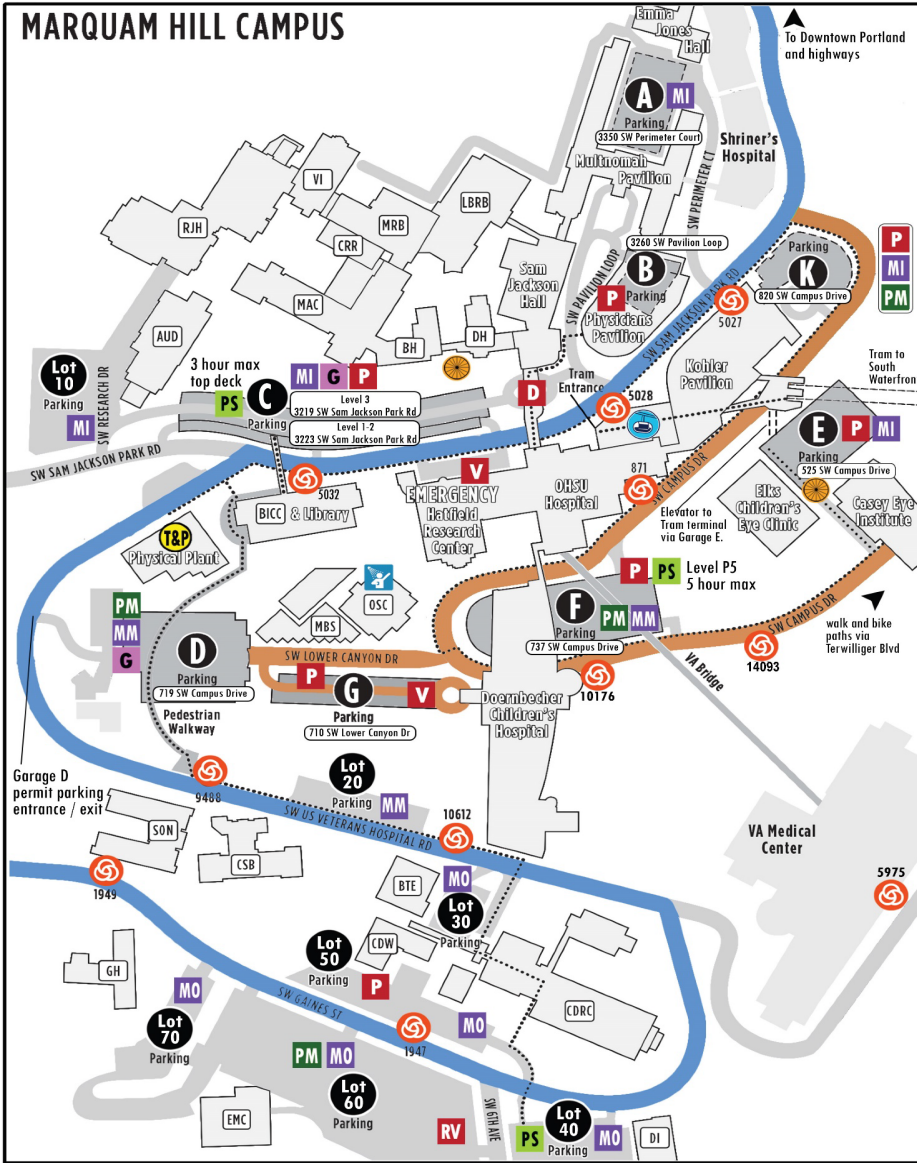 MARQUAM HILL CAMPUS
Emma
Jones
Hall
To Downtown Portland
and highways
A
MI
Parking
3350 SW Perimeter Court
Shriner's
Hospital
Multnomah
Pavilion
SW PERIMETER CT
VI
RJH
MRB
LBRB
CRR
MAC
AUD
BH
DH
Sam
Jackson
Hall
SW PAVILION LOOP
3260 SW Pavilion Loop
B
Parking
P
Physicians
Pavilion
SW SAM JACKSON PARK RD
Parking
K
820 SW Campus Drive
P
MI
PM
5027
Kohler
Pavilion
Tram to
South
Waterfront
Lot
10
Parking
MI
SW RESEARCH DR
3 hour max
top deck
PS
C
Parking
MI
G
P
Level 3
3219 SW Sam Jackson Park Rd
Level 1-2
3223 SW Sam Jackson Park Rd
D
Tram
Entrance
5028
E
P
MI
Parking
525 SW Campus Drive
SW SAM JACKSON PARK RD
5032
V
EMERGENCY
Hatfield
Research
Center
OHSU
Hospital
871
SW CAMPUS DR
Elks
Children's
Eye Clinic
Casey Eye
Institute
Elevator to
Tram terminal
via Garage E.
BICC
& Library
T&P
Physical Plant
OSC
MBS
P
PS
Level P5
5 hour max
F
PM
MM
Parking
737 SW Campus Drive
SW CAMPUS DR
walk and bike
paths via
Terwilliger Blvd
14093
10176
VA Bridge
PM
MM
G
D
Parking
719 SW Campus Drive
SW LOWER CANYON DR
P
G
V
Parking
710 SW Lower Canyon Dr
Doernbecher
Children's
Hospital
Pedestrian
Walkway
Garage D
permit parking
entrance / exit
9488
Lot
20
Parking
MM
SW US VETERANS HOSPITAL RD
10612
VA Medical
Center
5975
SON
CSB
1949
BTE
MO
Lot
30
Parking
CDW
Lot
50
Parking
P
CDRC
GH
MO
Lot
70
Parking
SW GAINES ST
1947
MO
PM
MO
Lot
60
Parking
EMC
RV
SW 6TH AVE
PS
Lot
40
Parking
MO
DI